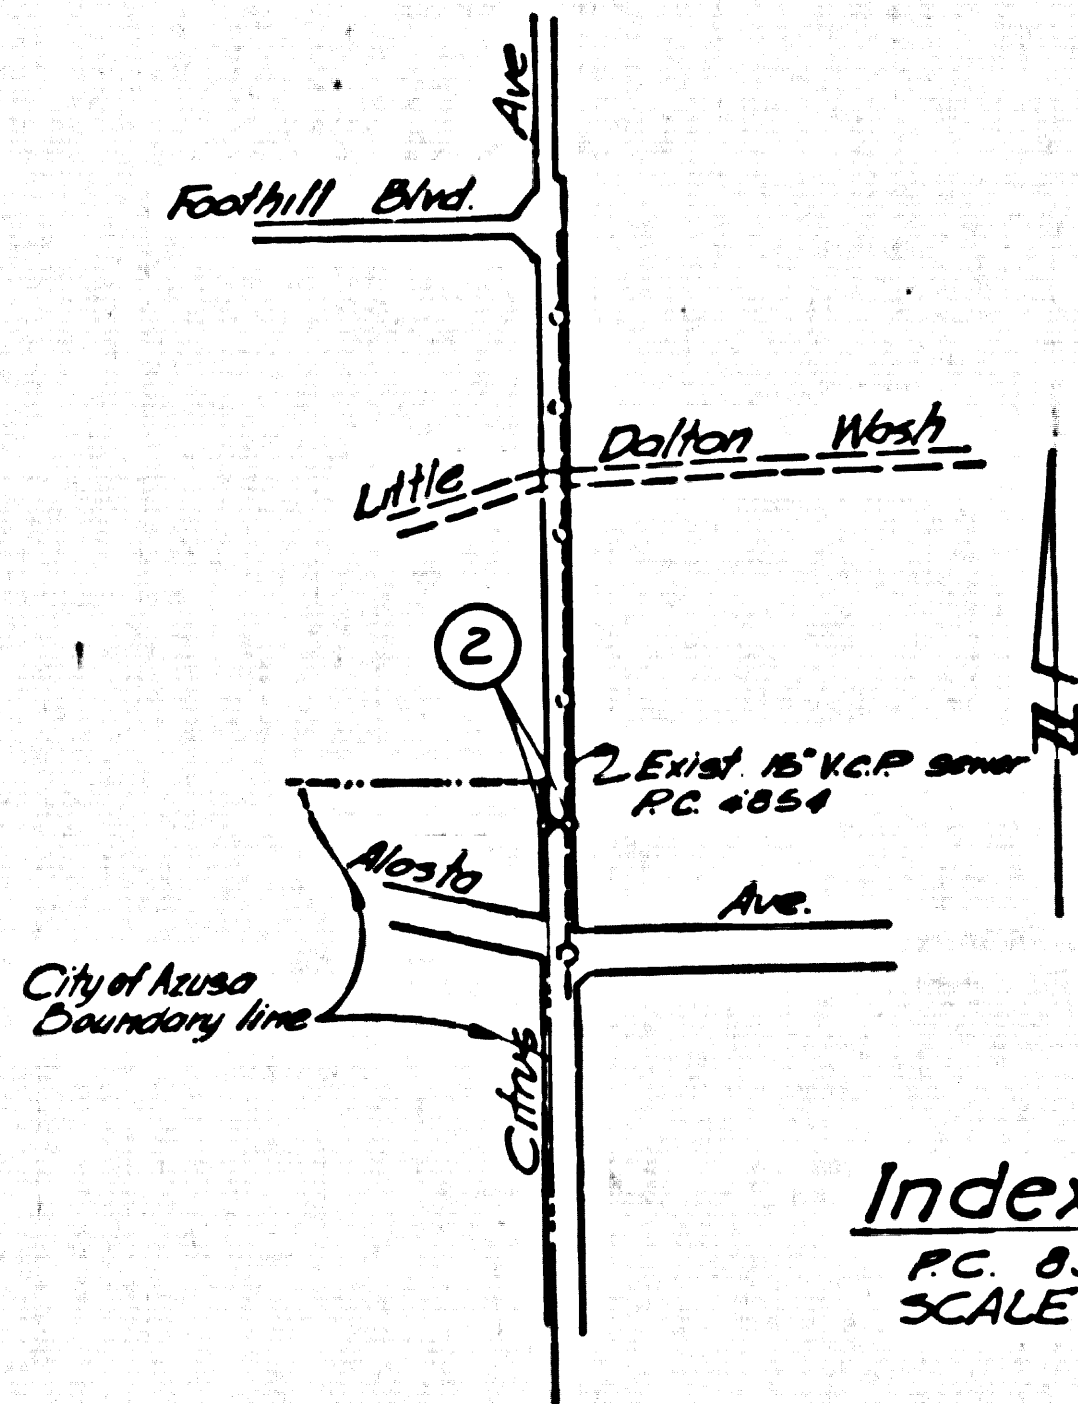 Ave
Foothill Blvd.
Little Dalton Wash
2
Exist. 15" V.C.P. sewer
P.C. 4854
Alosta Ave.
City of Azusa
Boundary line
Citrus
N
Index
P.C. 8
SCALE